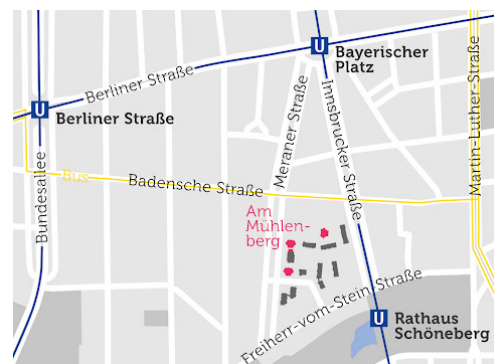 U
Bayerischer
Platz
Berliner Straße
U
Berliner Straße
Bus
Badensche Straße
Bundesallee
Meraner Straße
Innsbrucker Straße
Martin-Luther-Straße
Am
Mühlen-
berg
Freiherr-vom-Stein Straße
U
Rathaus
Schöneberg